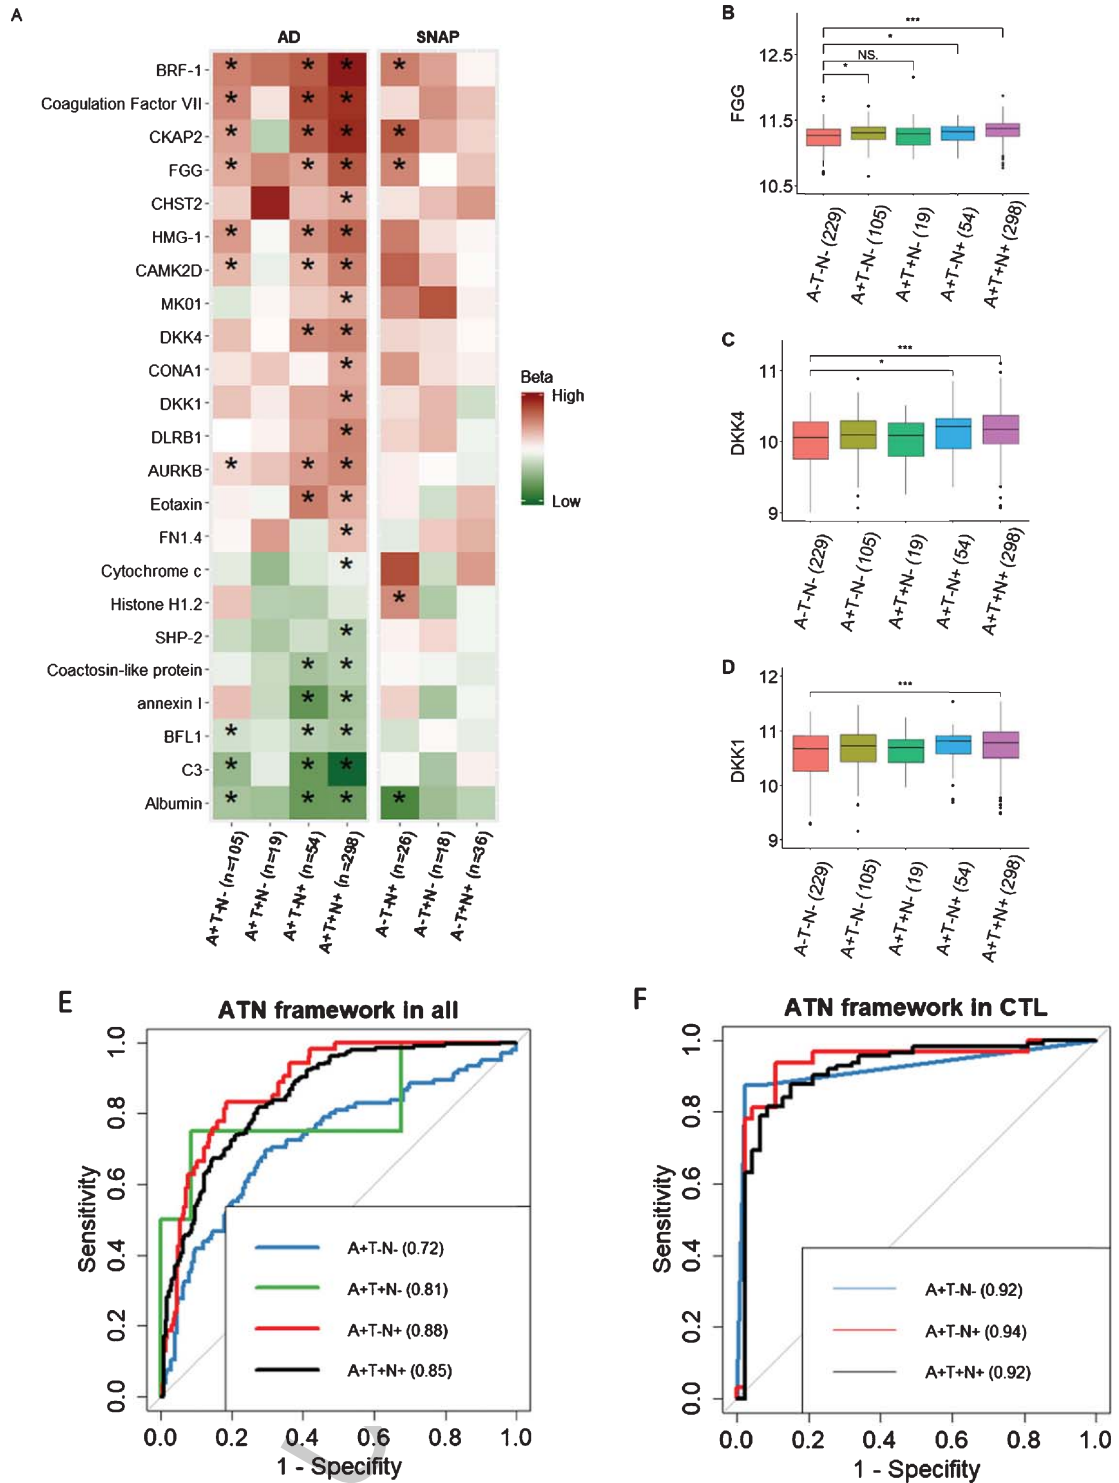 A
AD
SNAP
BRF-1
Coagulation Factor VII
CKAP2
FGG
CHST2
HMG-1
CAMK2D
MK01
DKK4
CONA1
DKK1
DLRB1
AURKB
Eotaxin
FN1.4
Cytochrome c
Histone H1.2
SHP-2
Coactosin-like protein
annexin I
BFL1
C3
Albumin
A+T-N- (n=105)
A+T+N- (n=19)
A+T-N+ (n=54)
A+T+N+ (n=298)
A-T-N+ (n=26)
A-T+N- (n=18)
A-T+N+ (n=36)
Beta
High
Low
B
***
*
NS.
*
12.5
11.5
10.5
FGG
A-T-N- (229)
A+T-N- (105)
A+T+N- (19)
A+T-N+ (54)
A+T+N+ (298)
C
***
*
11
10
9
DKK4
A-T-N- (229)
A+T-N- (105)
A+T+N- (19)
A+T-N+ (54)
A+T+N+ (298)
D
***
12
11
10
9
DKK1
A-T-N- (229)
A+T-N- (105)
A+T+N- (19)
A+T-N+ (54)
A+T+N+ (298)
E
ATN framework in all
1.0
0.8
0.6
0.4
0.2
0.0
Sensitivity
A+T-N- (0.72)
A+T+N- (0.81)
A+T-N+ (0.88)
A+T+N+ (0.85)
0.0 0.2 0.4 0.6 0.8 1.0
1 - Specifity
F
ATN framework in CTL
1.0
0.8
0.6
0.4
0.2
0.0
Sensitivity
A+T-N- (0.92)
A+T-N+ (0.94)
A+T+N+ (0.92)
0.0 0.2 0.4 0.6 0.8 1.0
1 - Specifity